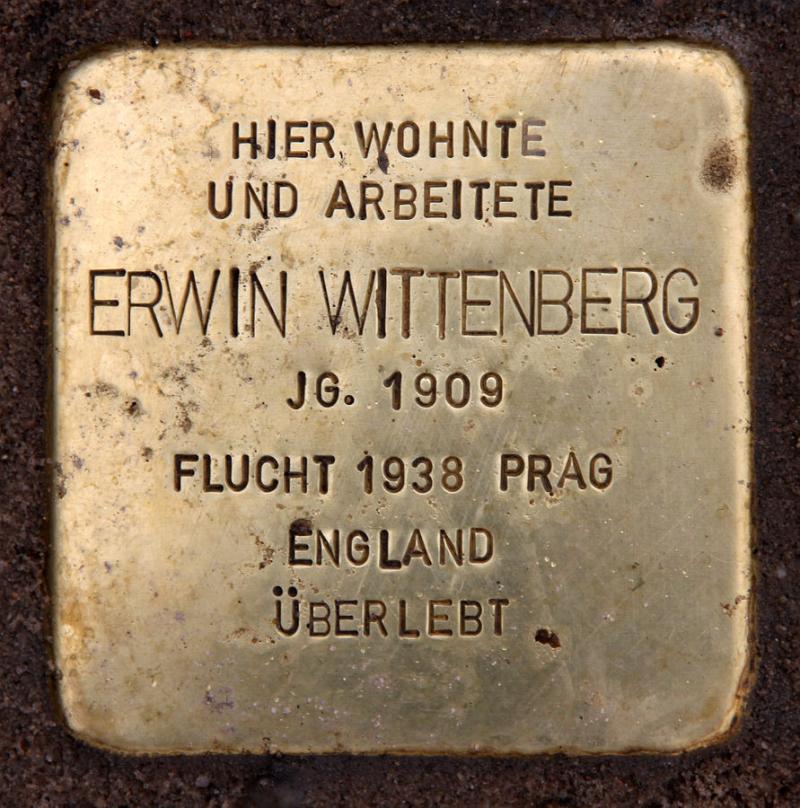 HIER WOHNTE
UND ARBEITETE
ERWIN WITTENBERG
JG. 1909
FLUCHT 1938 PRAG
ENGLAND
ÜBERLEBT